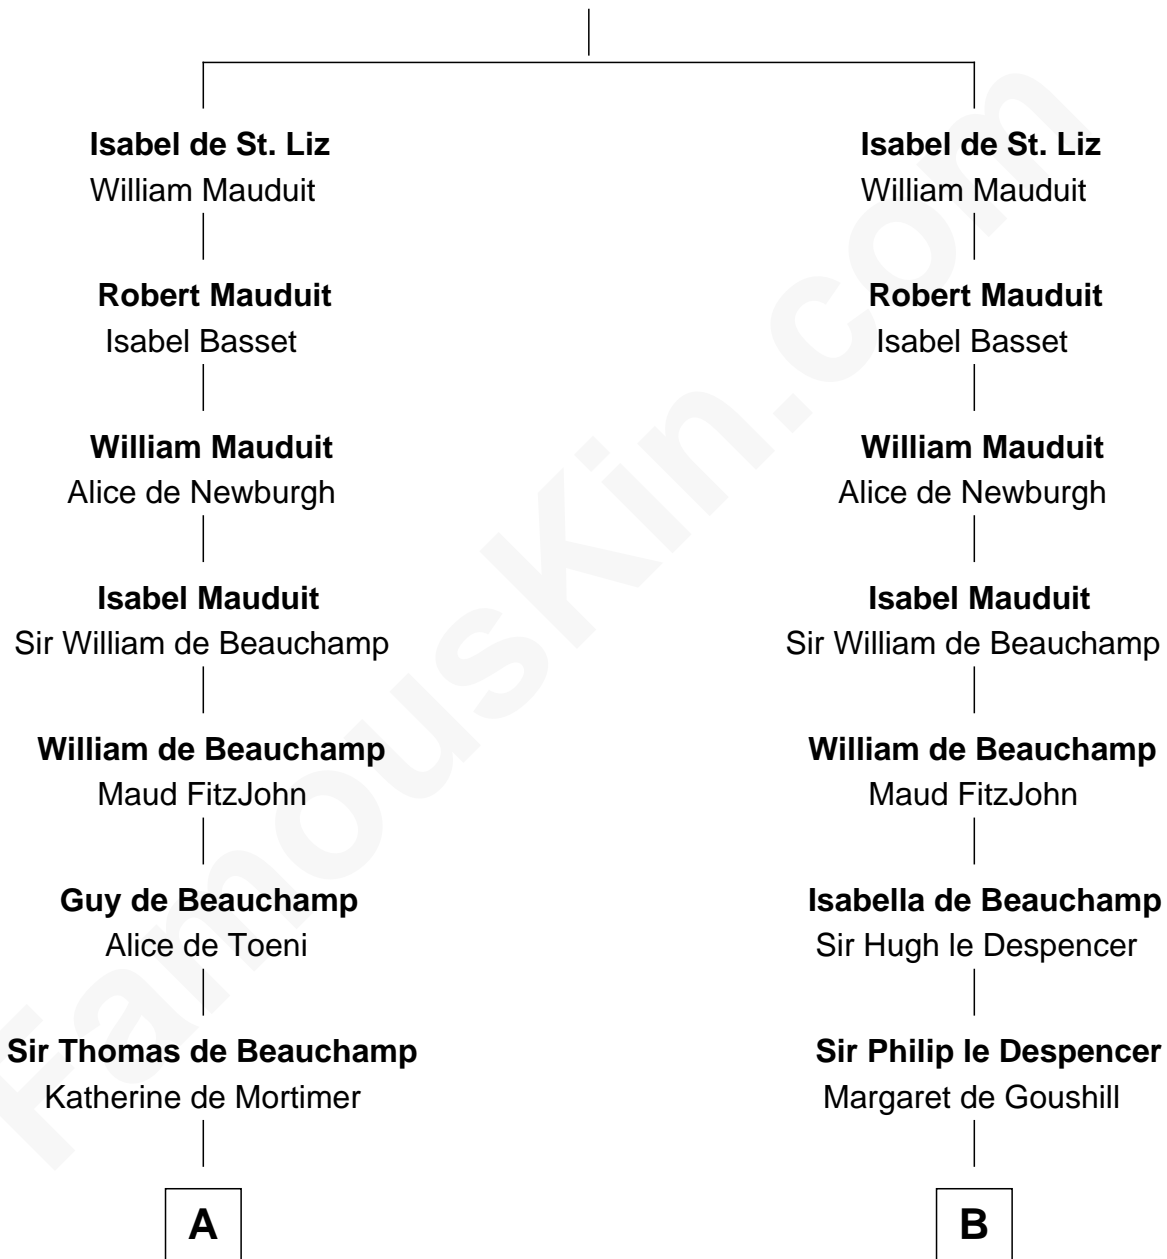 Isabel de St. Liz
William Mauduit
Robert Mauduit
Isabel Basset
William Mauduit
Alice de Newburgh
Isabel Mauduit
Sir William de Beauchamp
William de Beauchamp
Maud FitzJohn
Guy de Beauchamp
Alice de Toeni
Sir Thomas de Beauchamp
Katherine de Mortimer
A
Isabel de St. Liz
William Mauduit
Robert Mauduit
Isabel Basset
William Mauduit
Alice de Newburgh
Isabel Mauduit
Sir William de Beauchamp
William de Beauchamp
Maud FitzJohn
Isabella de Beauchamp
Sir Hugh le Despencer
Sir Philip le Despencer
Margaret de Goushill
B
FamousKin.com